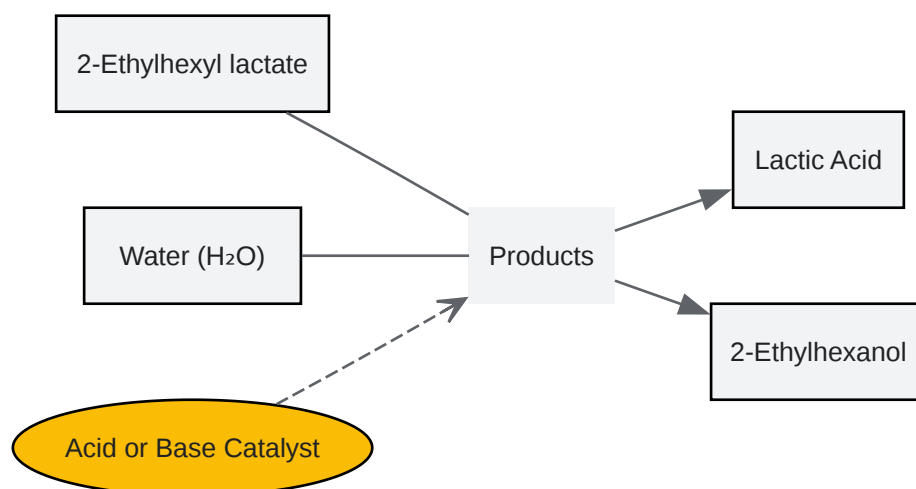 2-Ethylhexyl lactate
Water (H₂O)
Acid or Base Catalyst
Products
Lactic Acid
2-Ethylhexanol